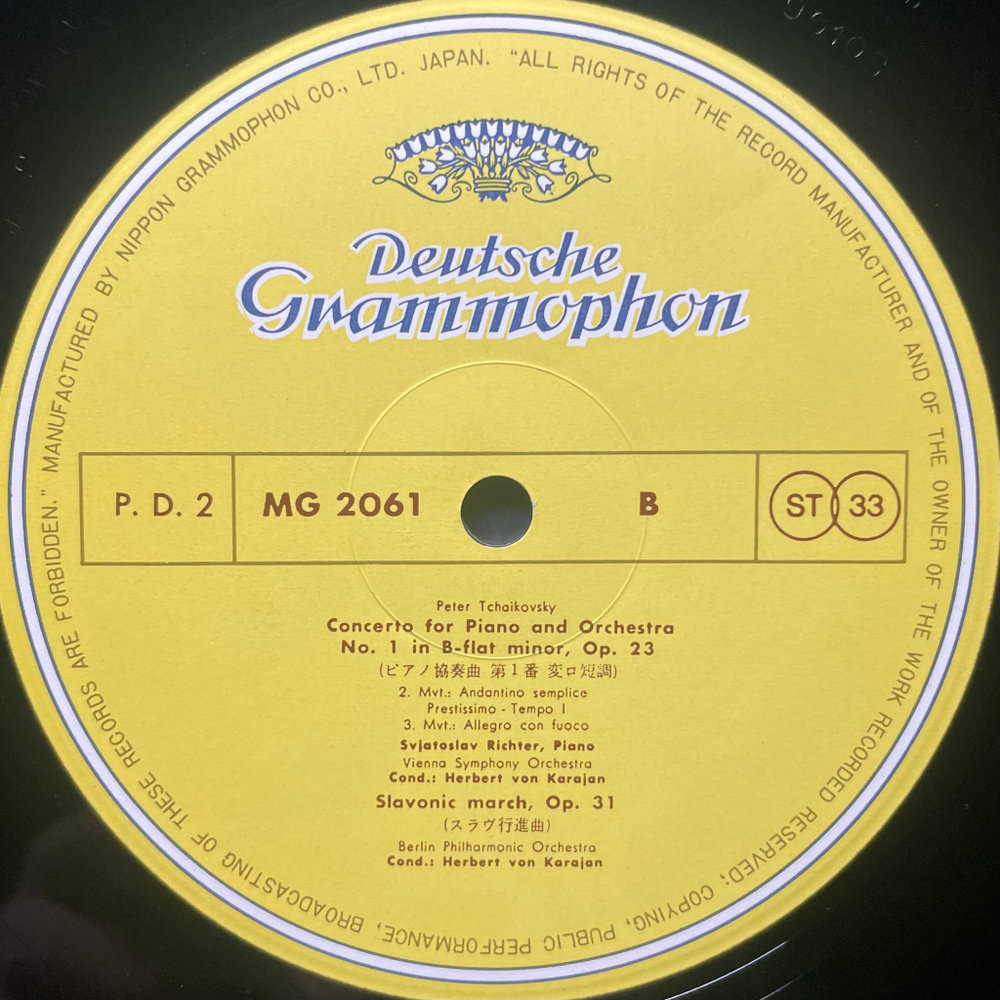 MANUFACTURED BY NIPPON GRAMMOPHON CO., LTD. JAPAN. "ALL RIGHTS OF THE RECORD MANUFACTURER AND OF THE OWNER OF THE WORK RECORDED RESERVED; COPYING, PUBLIC PERFORMANCE, BROADCASTING OF THESE RECORDS ARE FORBIDDEN."
Deutsche
Grammophon
P. D. 2 MG 2061 B ST 33
Peter Tchaikovsky
Concerto for Piano and Orchestra
No. 1 in B-flat minor, Op. 23
(ピアノ協奏曲 第1番 変ロ短調)
2. Mvt.: Andantino semplice
Prestissimo - Tempo I
3. Mvt.: Allegro con fuoco
Svjatoslav Richter, Piano
Vienna Symphony Orchestra
Cond.: Herbert von Karajan
Slavonic march, Op. 31
(スラヴ行進曲)
Berlin Philharmonic Orchestra
Cond.: Herbert von Karajan